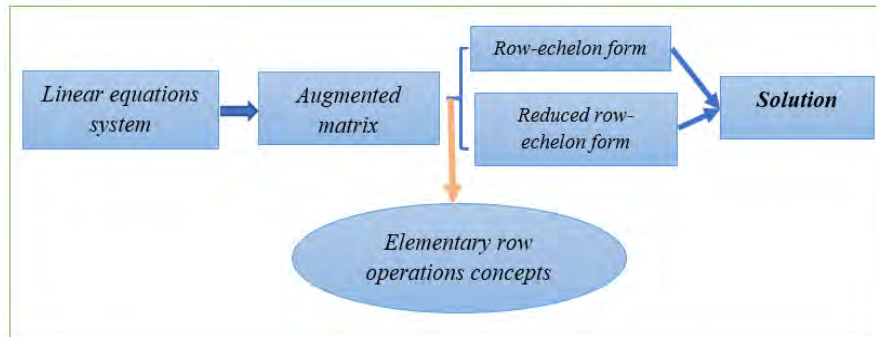 Linear equations
system
Augmented
matrix
Row-echelon form
Reduced row-
echelon form
Solution
Elementary row
operations concepts